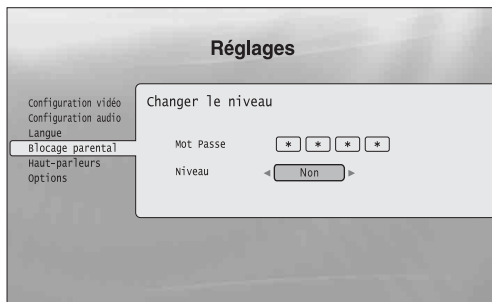 Réglages
Configuration vidéo
Configuration audio
Langue
Blocage parental
Haut-parleurs
Options
Changer le niveau
Mot Passe * * * *
Niveau Non